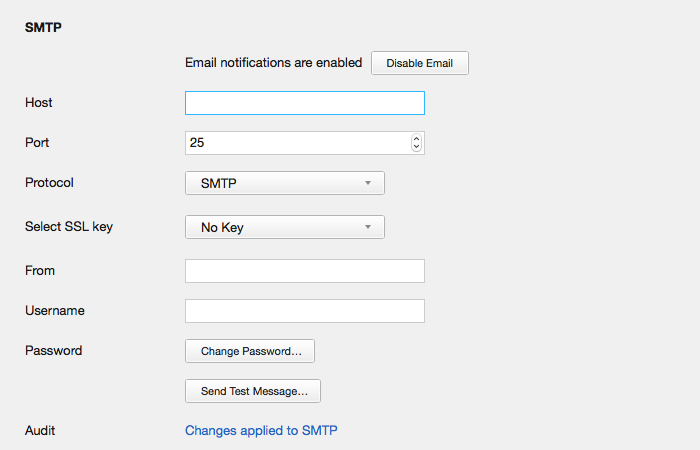 SMTP
Email notifications are enabled Disable Email
Host
Port 25
Protocol SMTP
Select SSL key No Key
From
Username
Password Change Password...
Send Test Message...
Audit Changes applied to SMTP